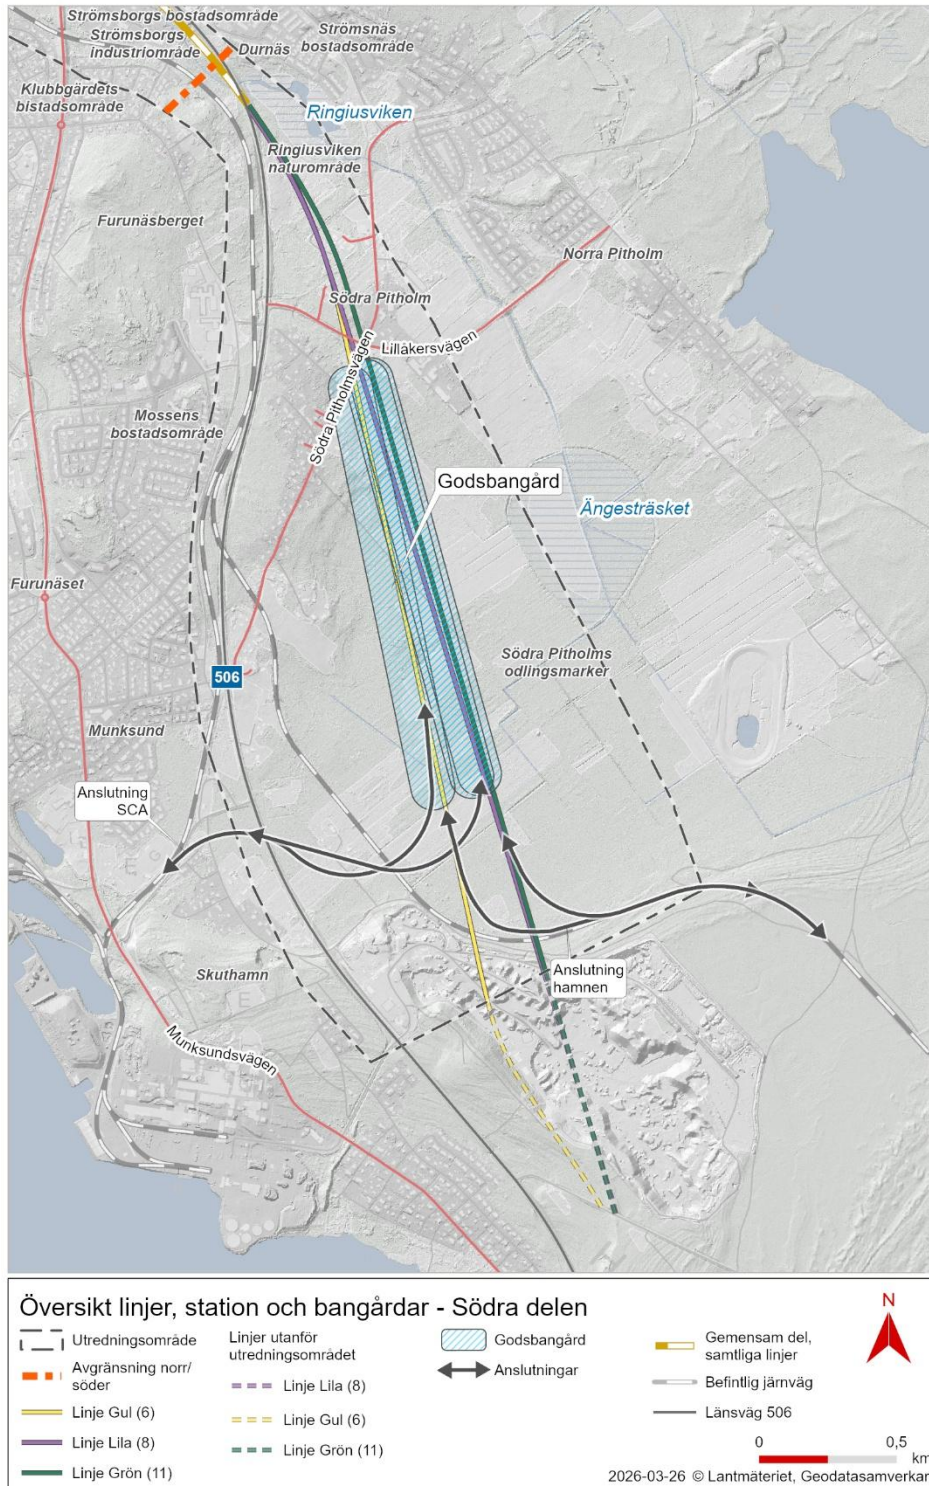 Strömsborgs bostadsområde
Strömsborgs
industriområde
Durnäs
Strömsnäs
bostadsområde
Klubbgärdets
bistadsområde
Ringiusviken
Ringiusviken
naturområde
Furunäsberget
Norra Pitholm
Södra Pitholm
Lillåkersvägen
Södra Pitholmsvägen
Mossens
bostadsområde
Godsbangård
Ängesträsket
Furunäset
Södra Pitholms
odlingsmarker
506
Munksund
Anslutning
SCA
Skuthamn
Anslutning
hamnen
Munksundsvägen
Översikt linjer, station och bangårdar - Södra delen
Utredningsområde
Avgränsning norr/
söder
Linje Gul (6)
Linje Lila (8)
Linje Grön (11)
Linjer utanför
utredningsområdet
Linje Lila (8)
Linje Gul (6)
Linje Grön (11)
Godsbangård
Anslutningar
Gemensam del,
samtliga linjer
Befintlig järnväg
Länsväg 506
N
0 0,5
km
2026-03-26 © Lantmäteriet, Geodatasamverkan